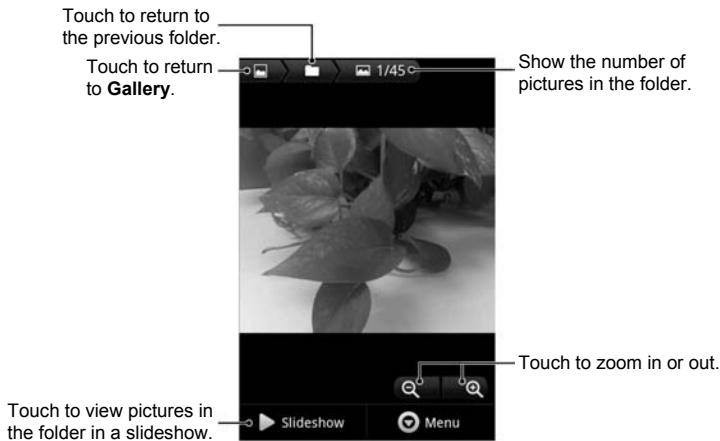 Touch to return to
the previous folder.
Touch to return
to Gallery.
1/45
Show the number of
pictures in the folder.
Touch to zoom in or out.
Touch to view pictures in
the folder in a slideshow.
Slideshow
Menu